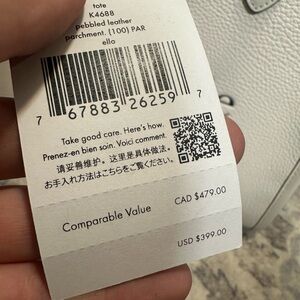 tote
K4688
pebbled leather
parchment. (100) PAR
ello
7 67883 26259 7
Take good care. Here's how.
Prenez-en bien soin. Voici comment.
请妥善维护。这里是具体做法。
お手入れ方法はこちらをご覧ください。
Comparable Value
CAD $479.00
USD $399.00